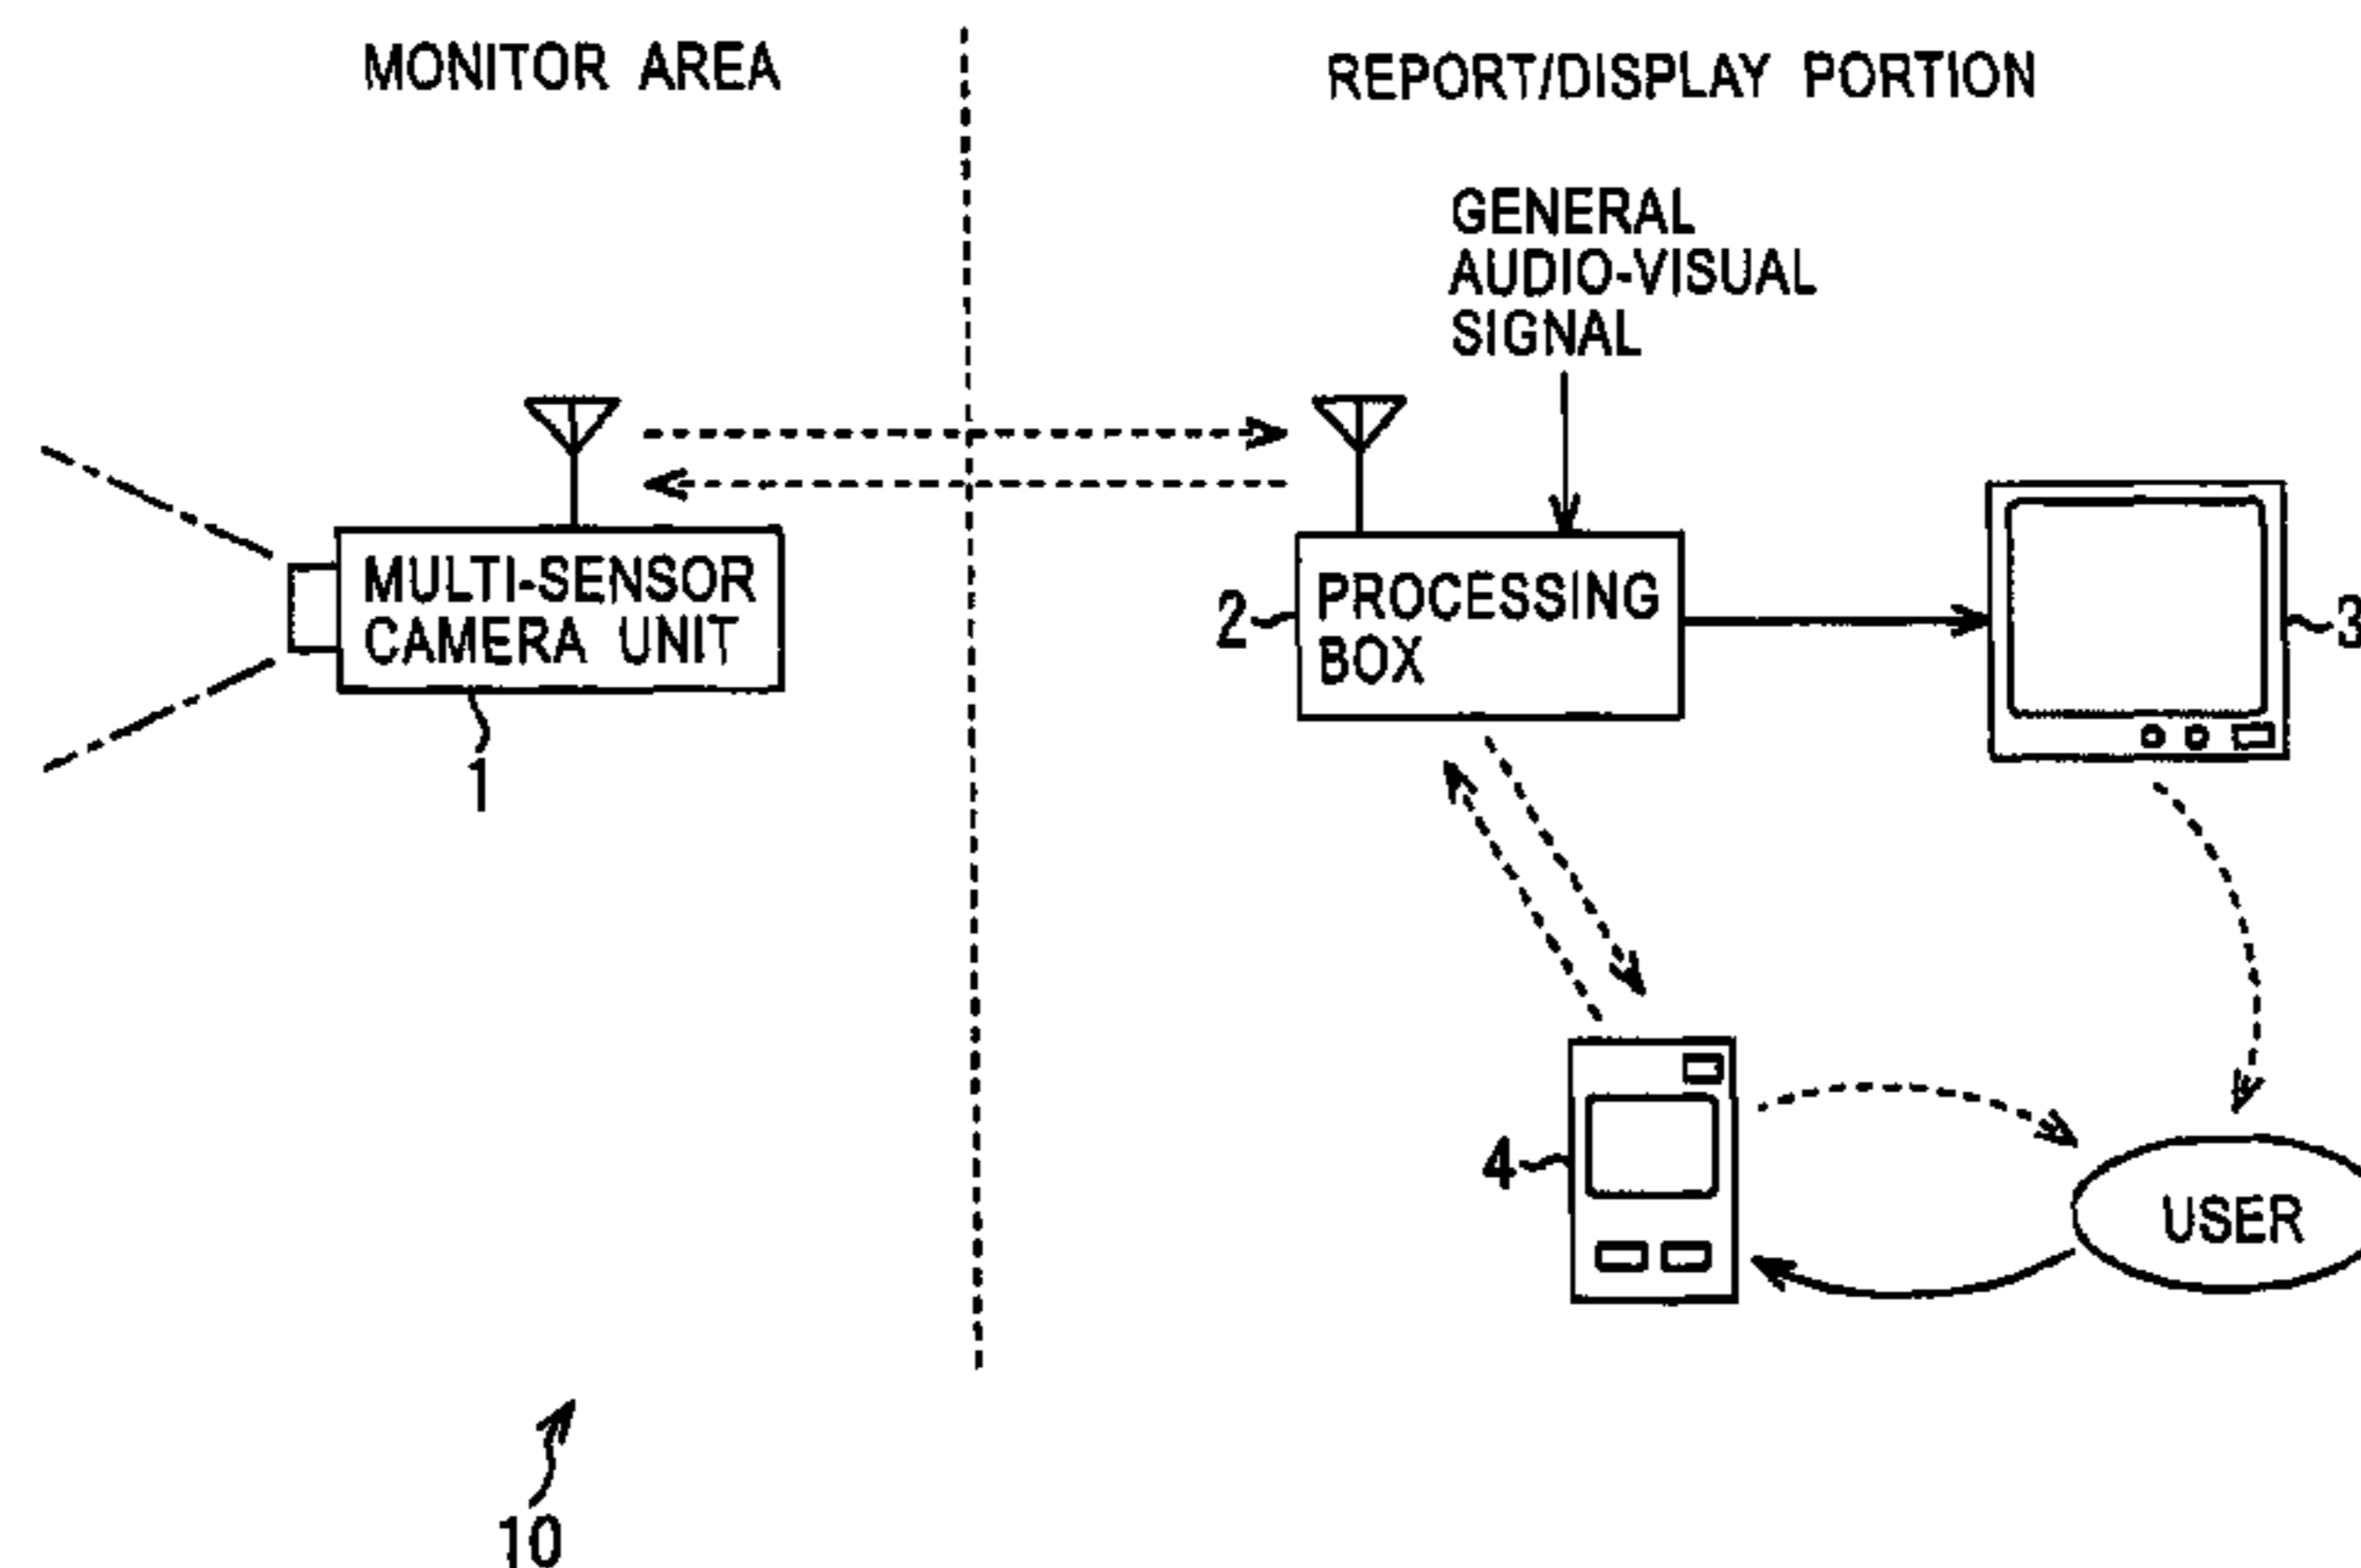 MONITOR AREA
REPORT/DISPLAY PORTION
GENERAL
AUDIO-VISUAL
SIGNAL
MULTI-SENSOR
CAMERA UNIT
1
2
PROCESSING
BOX
3
4
USER
10